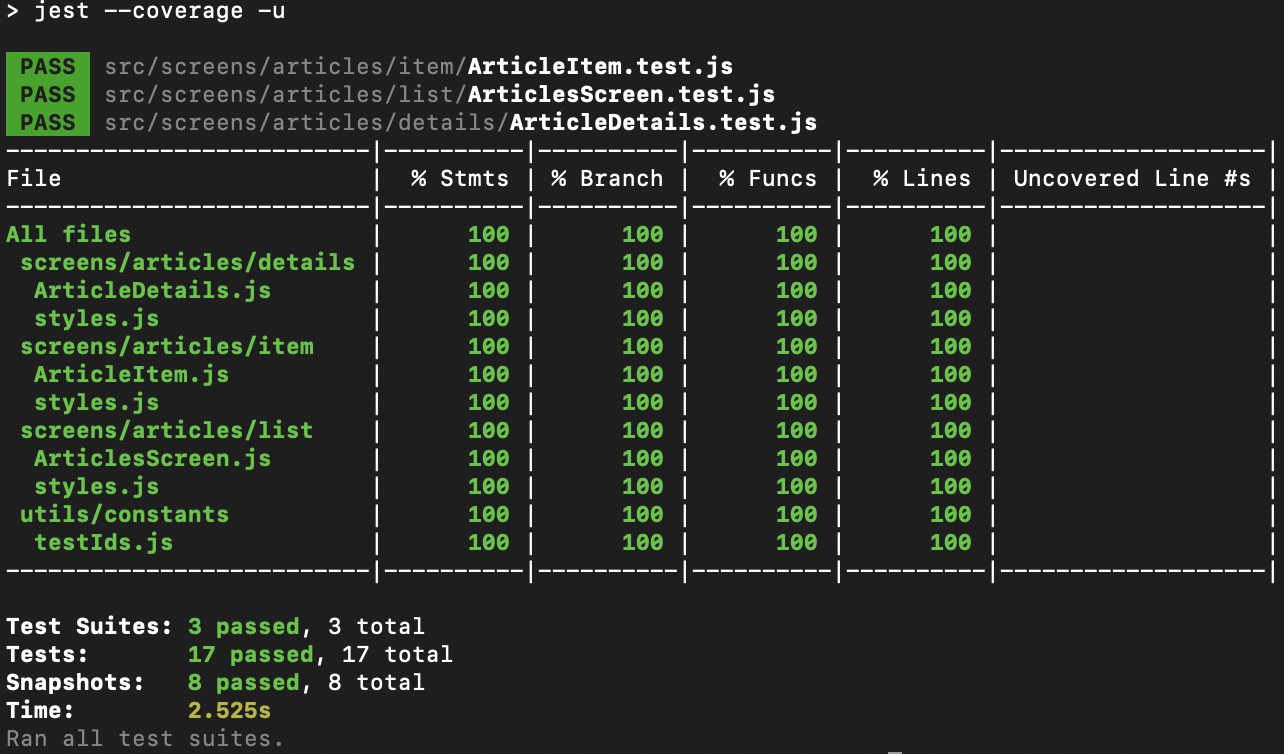 > jest --coverage -u
PASS src/screens/articles/item/ArticleItem.test.js
PASS src/screens/articles/list/ArticlesScreen.test.js
PASS src/screens/articles/details/ArticleDetails.test.js
--------------------------|----------|----------|----------|----------|-------------------|
File                      |  % Stmts | % Branch |  % Funcs |  % Lines | Uncovered Line #s |
--------------------------|----------|----------|----------|----------|-------------------|
All files                 |      100 |      100 |      100 |      100 |                   |
 screens/articles/details |      100 |      100 |      100 |      100 |                   |
  ArticleDetails.js       |      100 |      100 |      100 |      100 |                   |
  styles.js               |      100 |      100 |      100 |      100 |                   |
 screens/articles/item    |      100 |      100 |      100 |      100 |                   |
  ArticleItem.js          |      100 |      100 |      100 |      100 |                   |
  styles.js               |      100 |      100 |      100 |      100 |                   |
 screens/articles/list    |      100 |      100 |      100 |      100 |                   |
  ArticlesScreen.js       |      100 |      100 |      100 |      100 |                   |
  styles.js               |      100 |      100 |      100 |      100 |                   |
 utils/constants          |      100 |      100 |      100 |      100 |                   |
  testIds.js              |      100 |      100 |      100 |      100 |                   |
--------------------------|----------|----------|----------|----------|-------------------|
Test Suites: 3 passed, 3 total
Tests:       17 passed, 17 total
Snapshots:   8 passed, 8 total
Time:        2.525s
Ran all test suites.